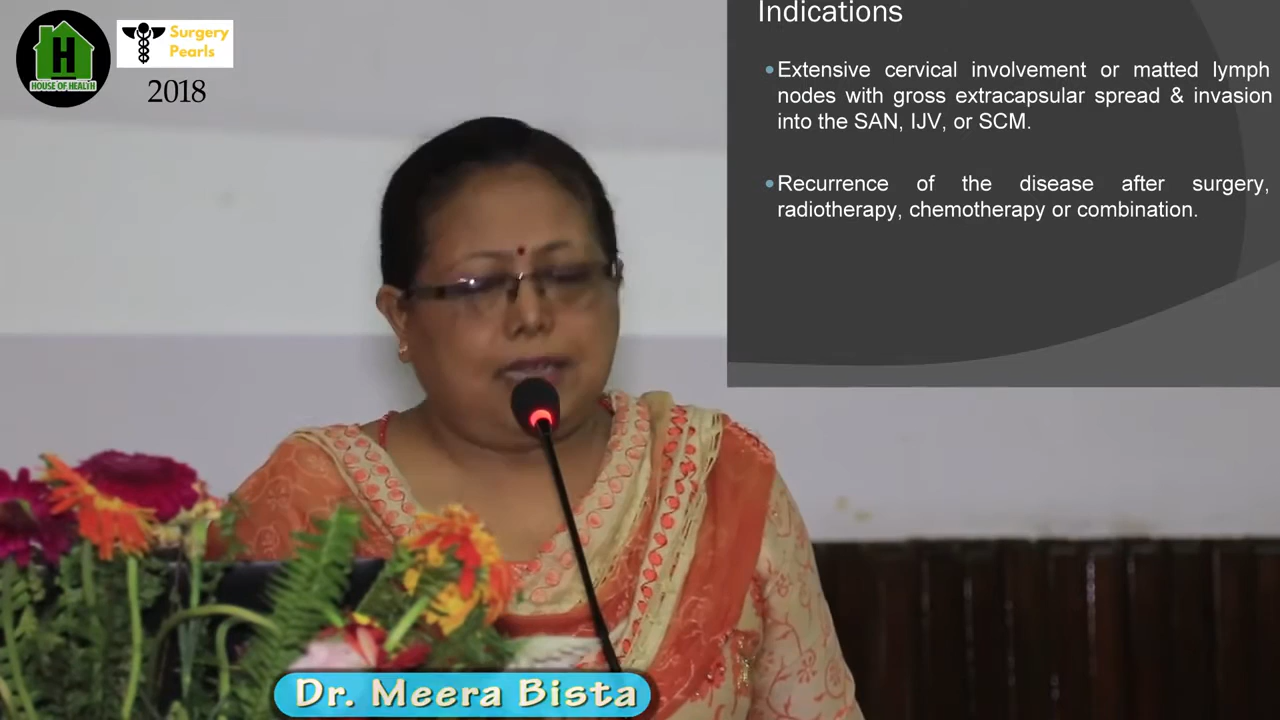 H
HOUSE OF HEALTH
Surgery
Pearls
2018
Indications
•Extensive cervical involvement or matted lymph
nodes with gross extracapsular spread & invasion
into the SAN, IJV, or SCM.
•Recurrence of the disease after surgery,
radiotherapy, chemotherapy or combination.
Dr. Meera Bista